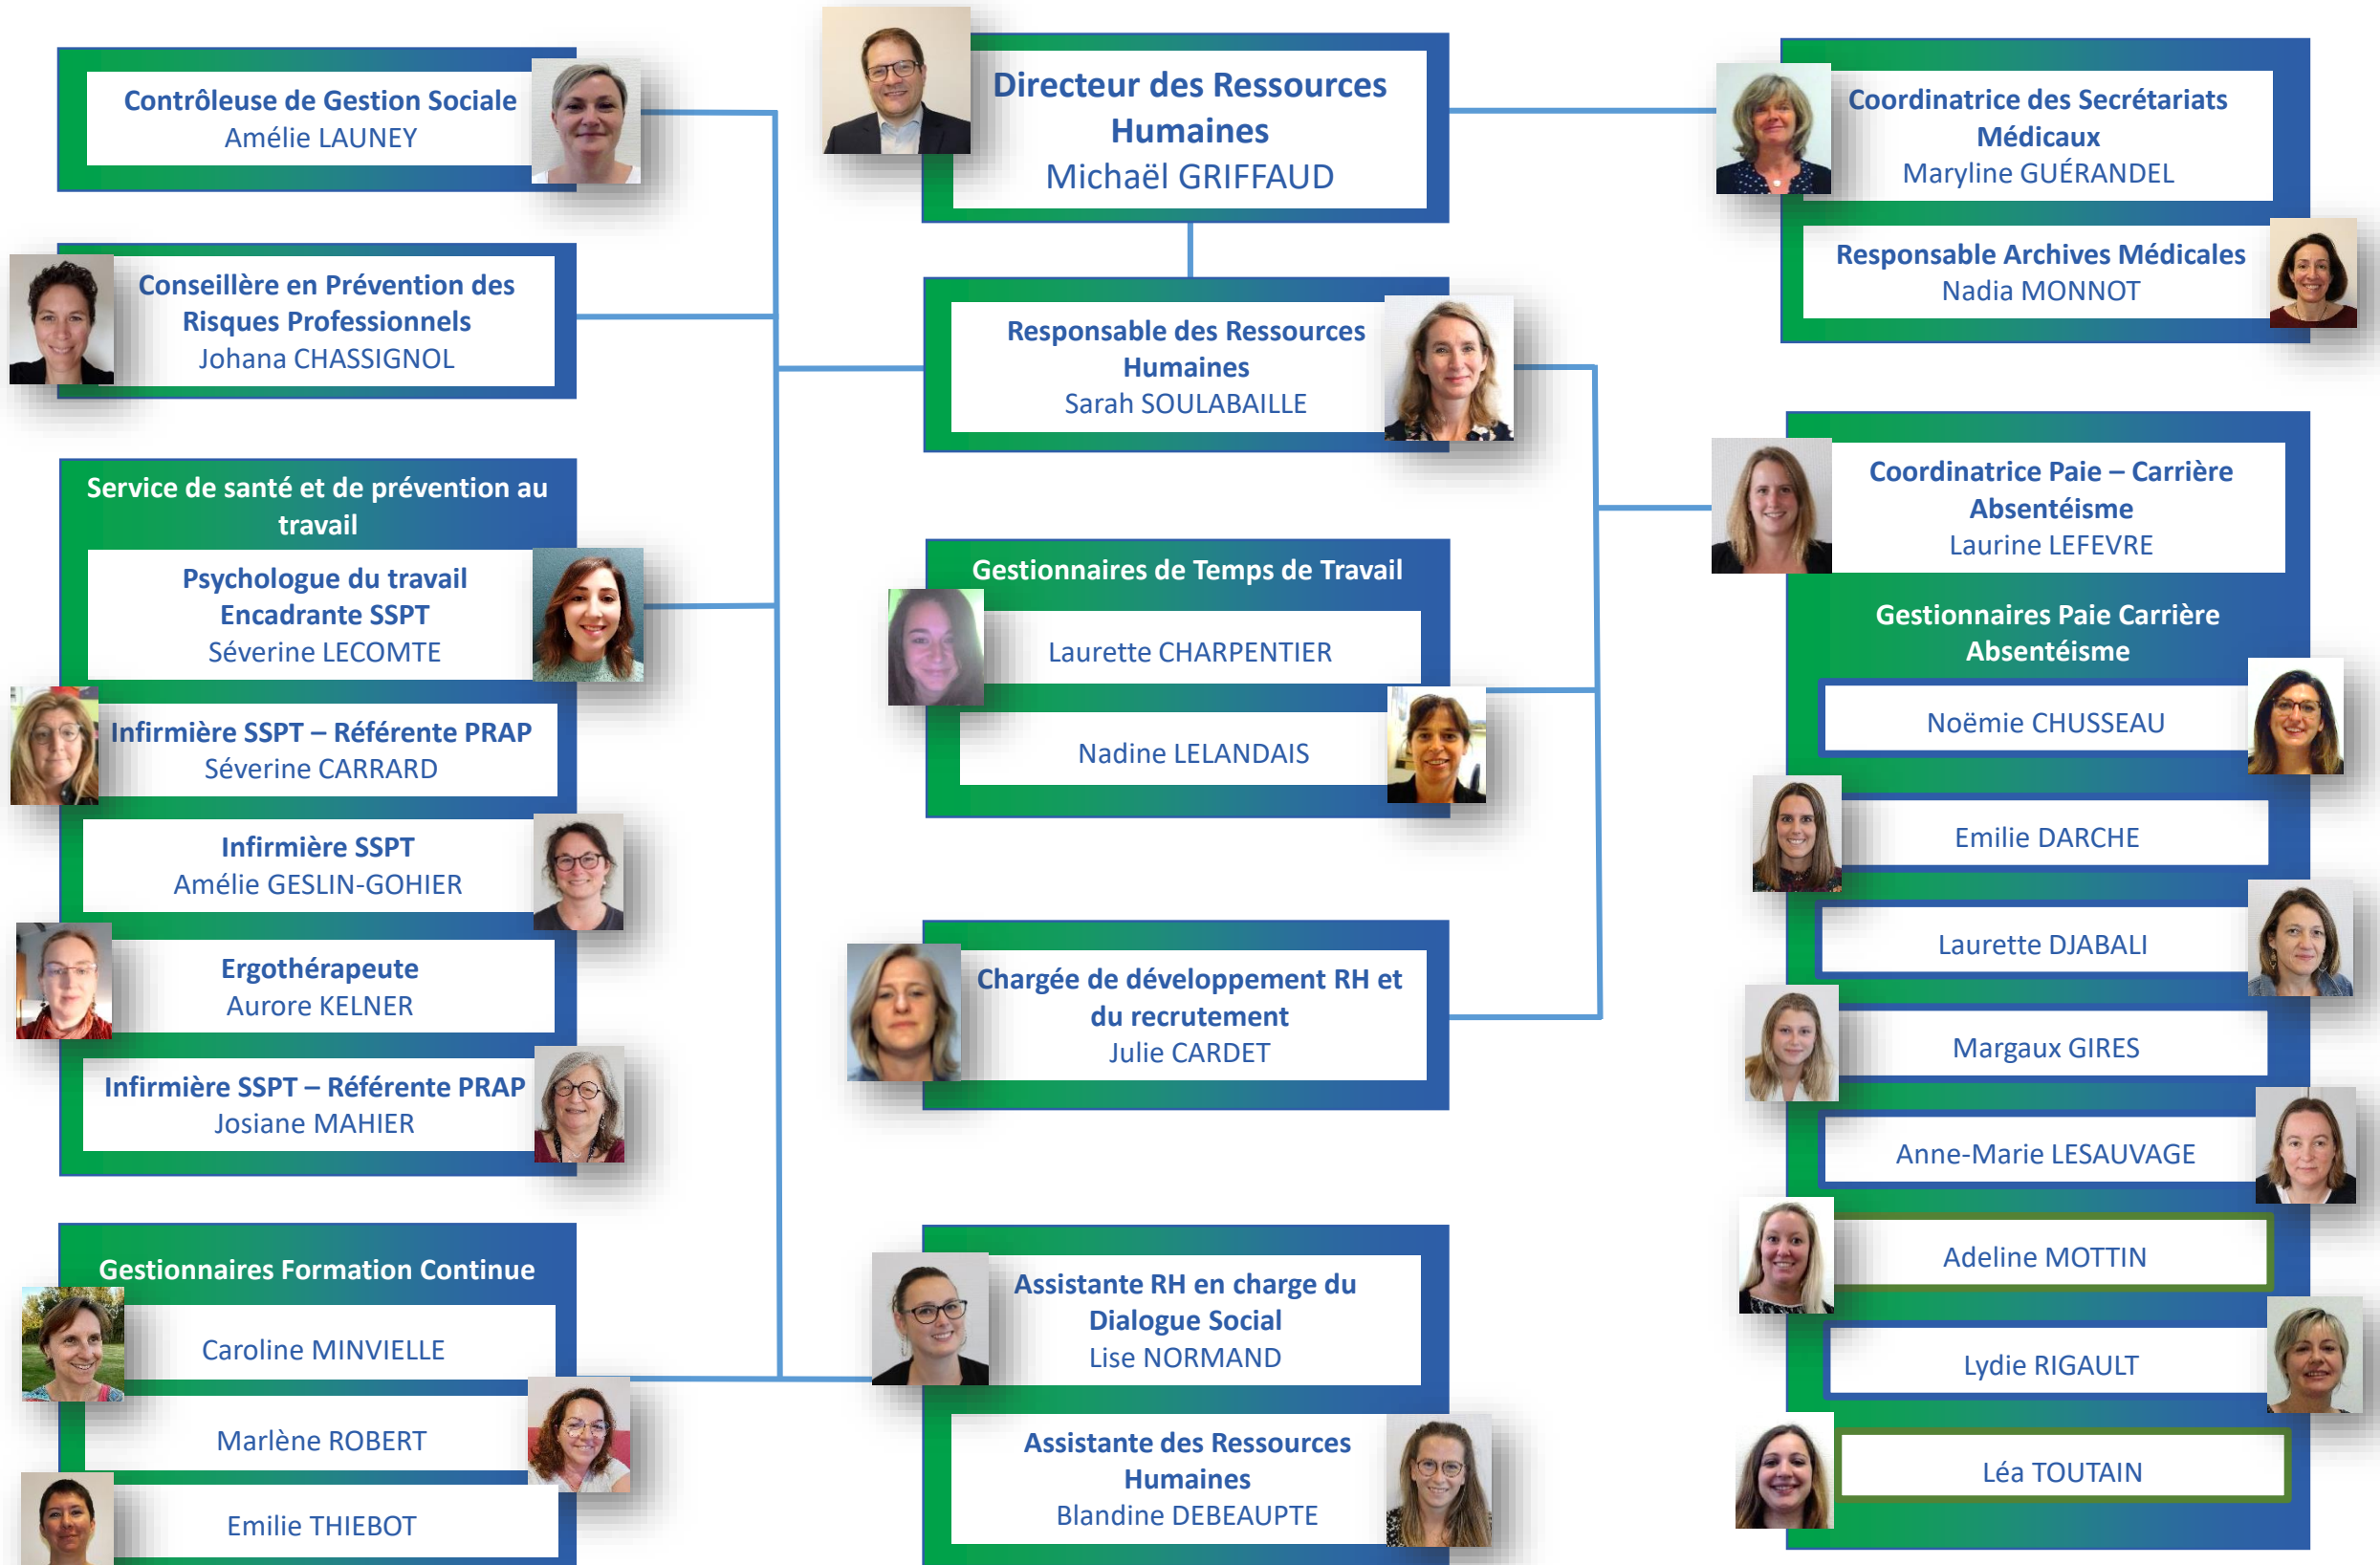 Contrôleuse de Gestion Sociale
Amélie LAUNEY
Conseillère en Prévention des
Risques Professionnels
Johana CHASSIGNOL
Service de santé et de prévention au
travail
Psychologue du travail
Encadrante SSPT
Séverine LECOMTE
Infirmière SSPT – Référente PRAP
Séverine CARRARD
Infirmière SSPT
Amélie GESLIN-GOHIER
Ergothérapeute
Aurore KELNER
Infirmière SSPT – Référente PRAP
Josiane MAHIER
Gestionnaires Formation Continue
Caroline MINVIELLE
Marlène ROBERT
Emilie THIEBOT
Directeur des Ressources
Humaines
Michaël GRIFFAUD
Responsable des Ressources
Humaines
Sarah SOULABAILLE
Gestionnaires de Temps de Travail
Laurette CHARPENTIER
Nadine LELANDAIS
Chargée de développement RH et
du recrutement
Julie CARDET
Assistante RH en charge du
Dialogue Social
Lise NORMAND
Assistante des Ressources
Humaines
Blandine DEBEAUPTE
Coordinatrice des Secrétariats
Médicaux
Maryline GUÉRANDEL
Responsable Archives Médicales
Nadia MONNOT
Coordinatrice Paie – Carrière
Absentéisme
Laurine LEFEVRE
Gestionnaires Paie Carrière
Absentéisme
Noëmie CHUSSEAU
Emilie DARCHE
Laurette DJABALI
Margaux GIRES
Anne-Marie LESAUVAGE
Adeline MOTTIN
Lydie RIGAULT
Léa TOUTAIN